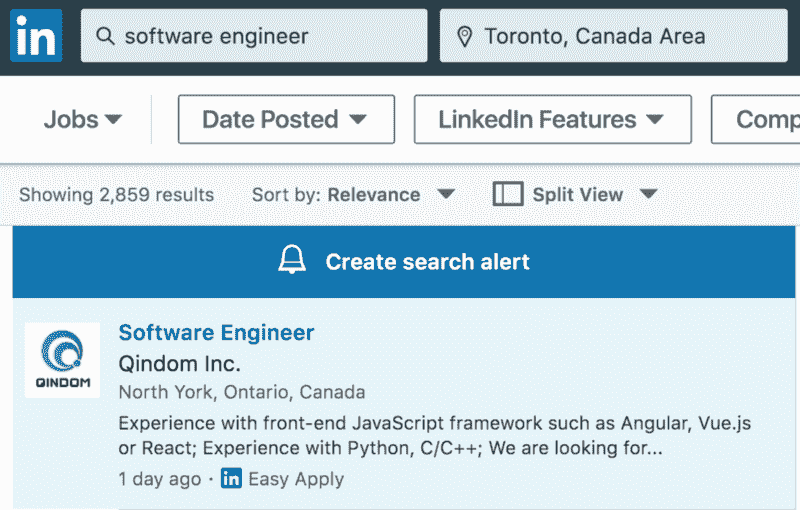 in software engineer Toronto, Canada Area
Jobs Date Posted LinkedIn Features Comp
Showing 2,859 results Sort by: Relevance Split View
Create search alert
Software Engineer
QINDOM Qindom Inc.
North York, Ontario, Canada
Experience with front-end JavaScript framework such as Angular, Vue.js
or React; Experience with Python, C/C++; We are looking for...
1 day ago · in Easy Apply